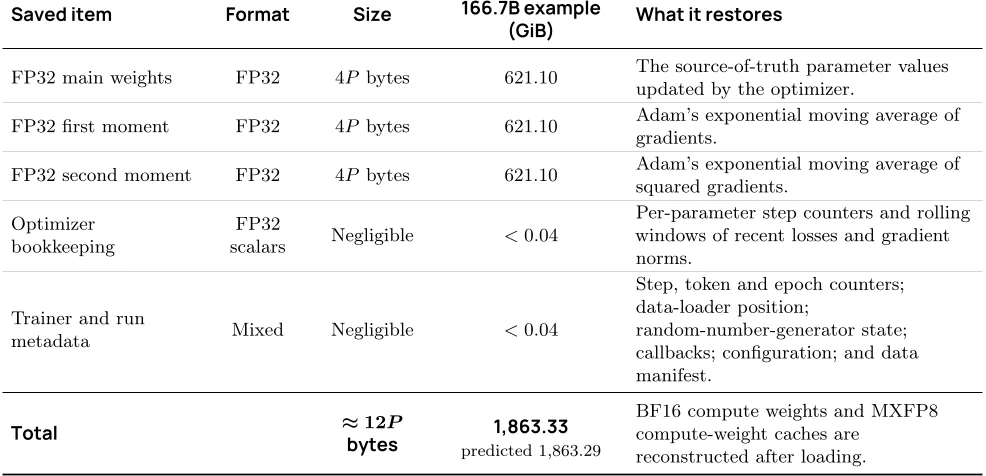 Saved item Format Size 166.7B example
(GiB) What it restores
FP32 main weights FP32 4P bytes 621.10 The source-of-truth parameter values
updated by the optimizer.
FP32 first moment FP32 4P bytes 621.10 Adam's exponential moving average of
gradients.
FP32 second moment FP32 4P bytes 621.10 Adam's exponential moving average of
squared gradients.
Optimizer
bookkeeping FP32
scalars Negligible < 0.04 Per-parameter step counters and rolling
windows of recent losses and gradient
norms.
Trainer and run
metadata Mixed Negligible < 0.04 Step, token and epoch counters;
data-loader position;
random-number-generator state;
callbacks; configuration; and data
manifest.
Total ≈ 12P
bytes 1,863.33
predicted 1,863.29 BF16 compute weights and MXFP8
compute-weight caches are
reconstructed after loading.